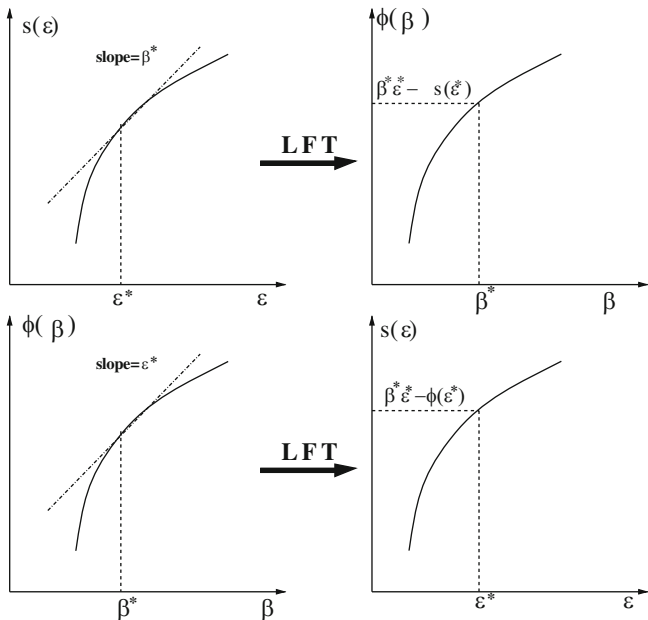 s(ε)
slope=β*
ε*
ε
LFT
ϕ(β)
β*ε* − s(ε*)
β*
β
ϕ(β)
slope=ε*
β*
β
LFT
s(ε)
β*ε*−ϕ(ε*)
ε*
ε